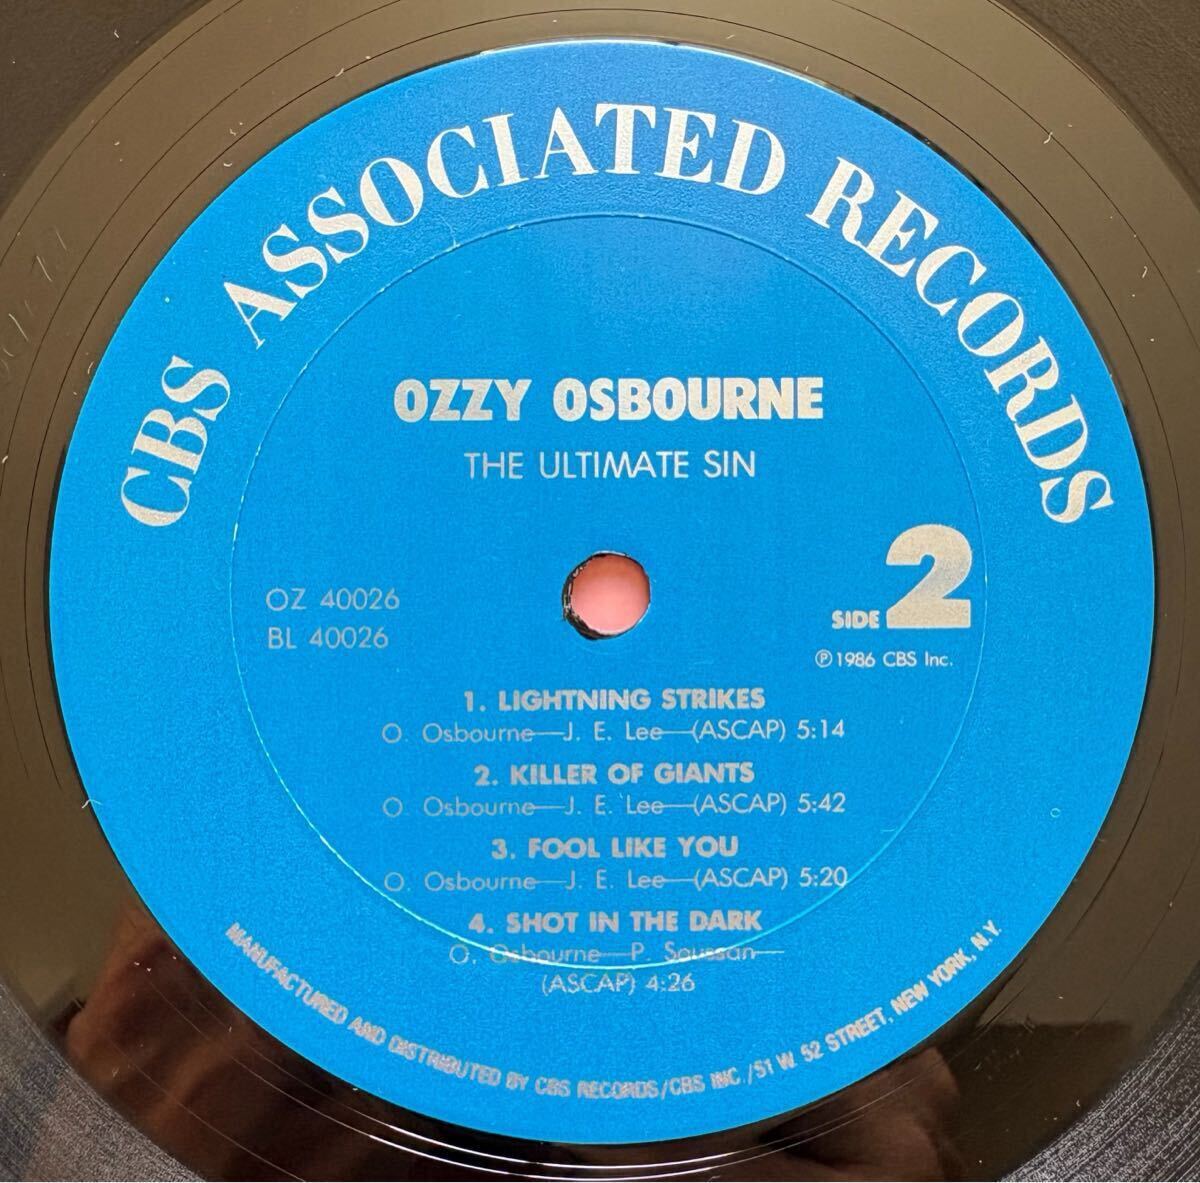 CBS ASSOCIATED RECORDS
OZZY OSBOURNE
THE ULTIMATE SIN
OZ 40026
BL 40026
SIDE 2
℗ 1986 CBS Inc.
1. LIGHTNING STRIKES
O. Osbourne—J. E. Lee—(ASCAP) 5:14
2. KILLER OF GIANTS
O. Osbourne—J. E. Lee—(ASCAP) 5:42
3. FOOL LIKE YOU
O. Osbourne—J. E. Lee—(ASCAP) 5:20
4. SHOT IN THE DARK
O. Osbourne—P. Soussan—
(ASCAP) 4:26
MANUFACTURED AND DISTRIBUTED BY CBS RECORDS/CBS INC./51 W. 52 STREET, NEW YORK, N.Y.